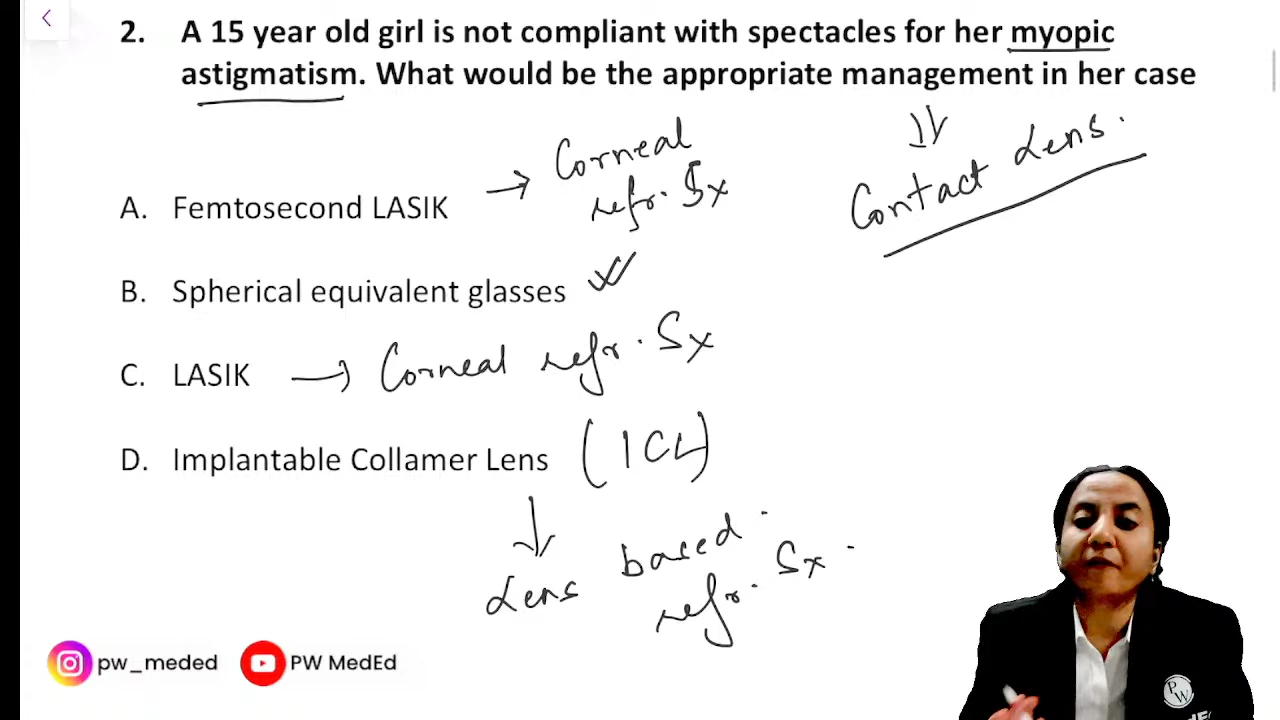 2. A 15 year old girl is not compliant with spectacles for her myopic
astigmatism. What would be the appropriate management in her case
Contact Lens.
A. Femtosecond LASIK → Corneal
refr. Sx
B. Spherical equivalent glasses
C. LASIK → Corneal refr. Sx
D. Implantable Collamer Lens (ICL)
Lens based
refr. Sx
pw_meded PW MedEd
PW